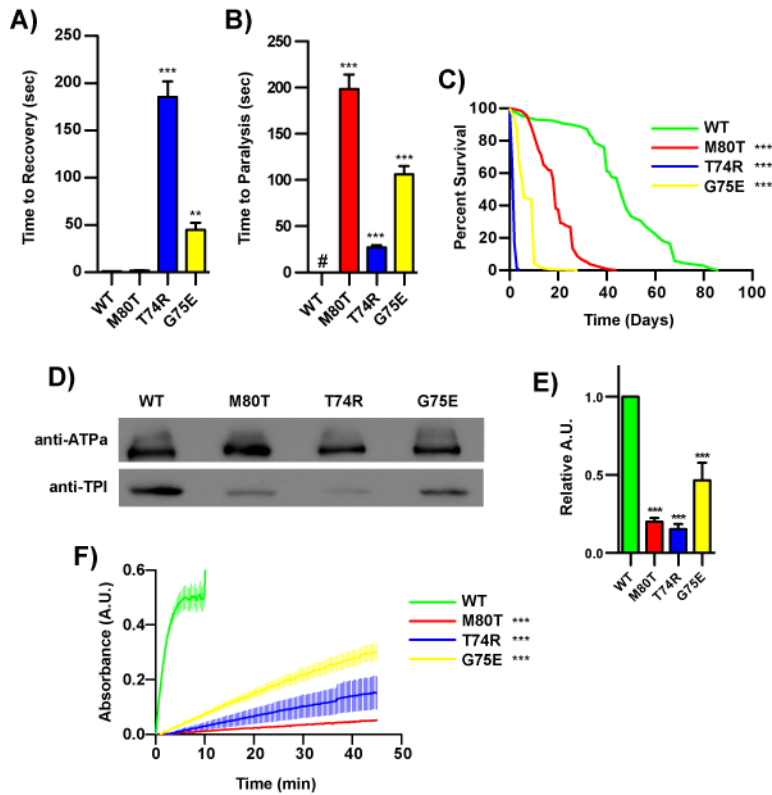 A)
Time to Recovery (sec)
250
200
150
100
50
0
***
**
WT
M80T
T74R
G75E
B)
Time to Paralysis (sec)
250
200
150
100
50
0
#
***
***
***
WT
M80T
T74R
G75E
C)
Percent Survival
100
80
60
40
20
0
0 20 40 60 80 100
Time (Days)
WT
M80T ***
T74R ***
G75E ***
D)
WT M80T T74R G75E
anti-ATPa
anti-TPI
E)
Relative A.U.
1.0
0.5
0.0
***
***
***
WT
M80T
T74R
G75E
F)
Absorbance (A.U.)
0.6
0.4
0.2
0.0
0 10 20 30 40 50
Time (min)
WT
M80T ***
T74R ***
G75E ***